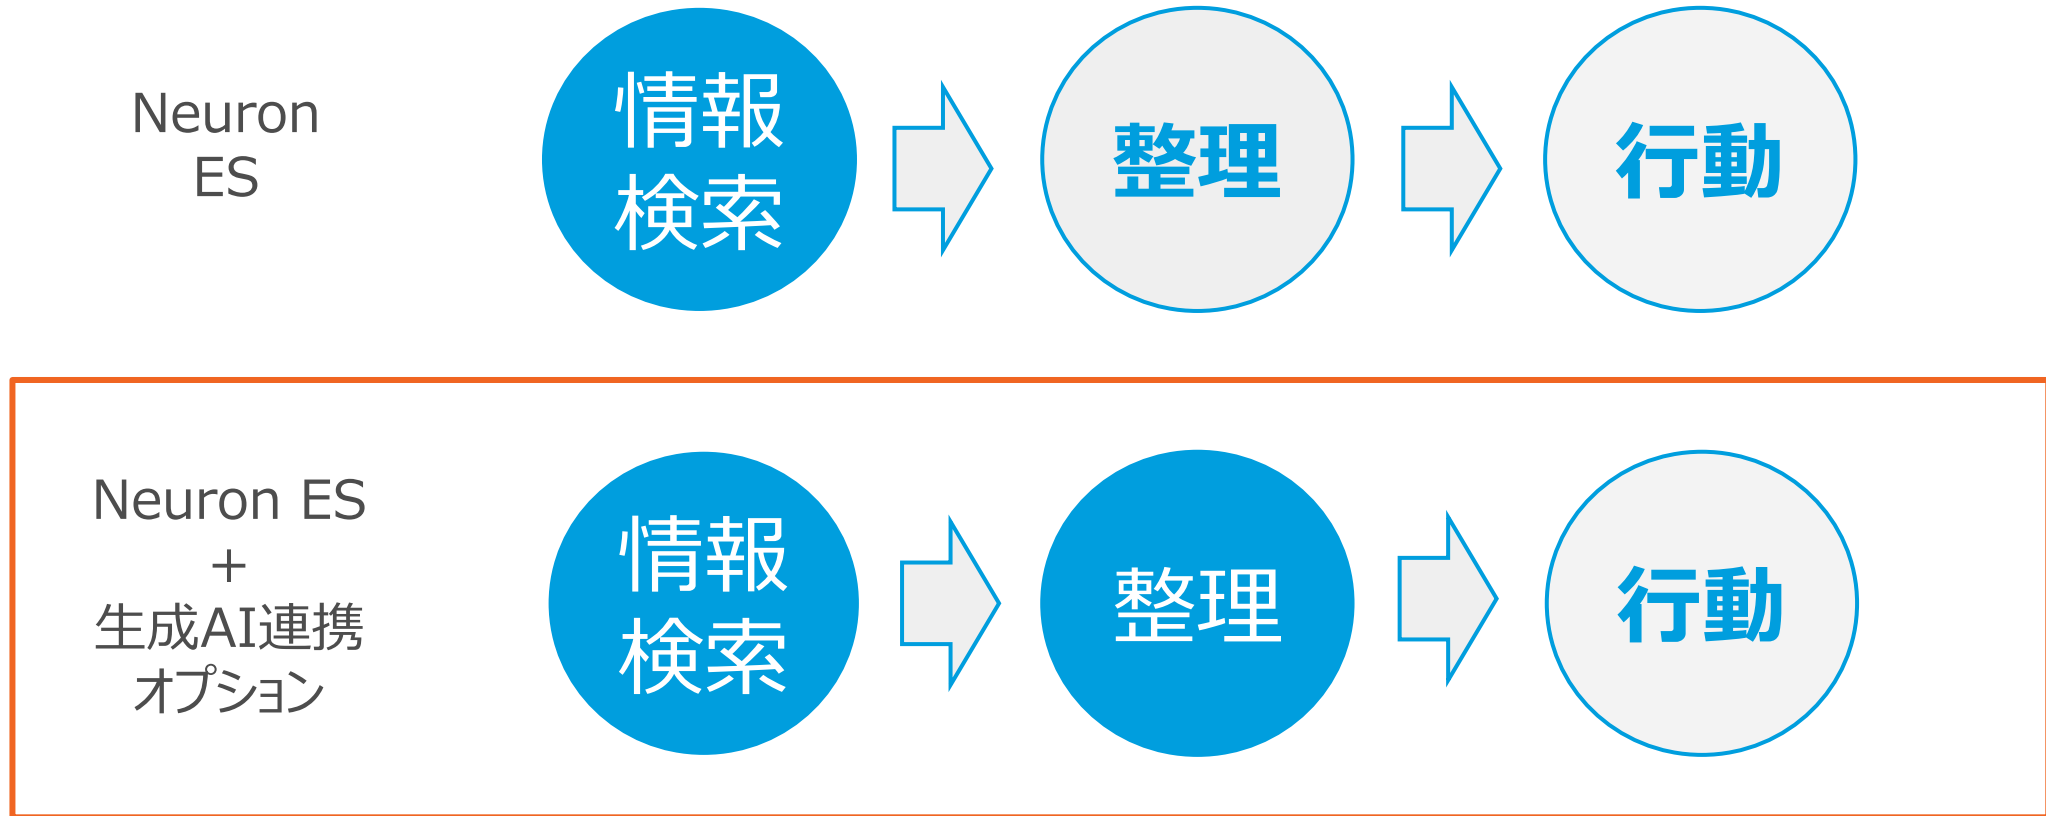 Neuron
ES
情報
検索
整理
行動
Neuron ES
+
生成AI連携
オプション
情報
検索
整理
行動